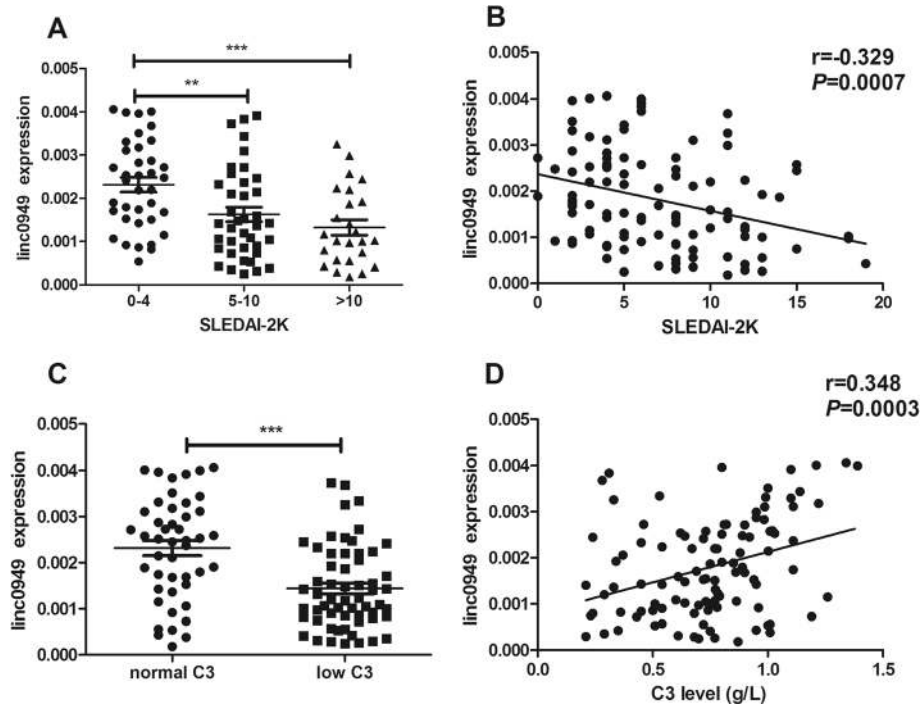 A
***
**
0.005
0.004
0.003
0.002
0.001
0.000
linc0949 expression
0-4 5-10 >10
SLEDAI-2K
B
r=-0.329
P=0.0007
0.005
0.004
0.003
0.002
0.001
0.000
linc0949 expression
0 5 10 15 20
SLEDAI-2K
C
***
0.005
0.004
0.003
0.002
0.001
0.000
linc0949 expression
normal C3 low C3
D
r=0.348
P=0.0003
0.005
0.004
0.003
0.002
0.001
0.000
linc0949 expression
0.0 0.5 1.0 1.5
C3 level (g/L)